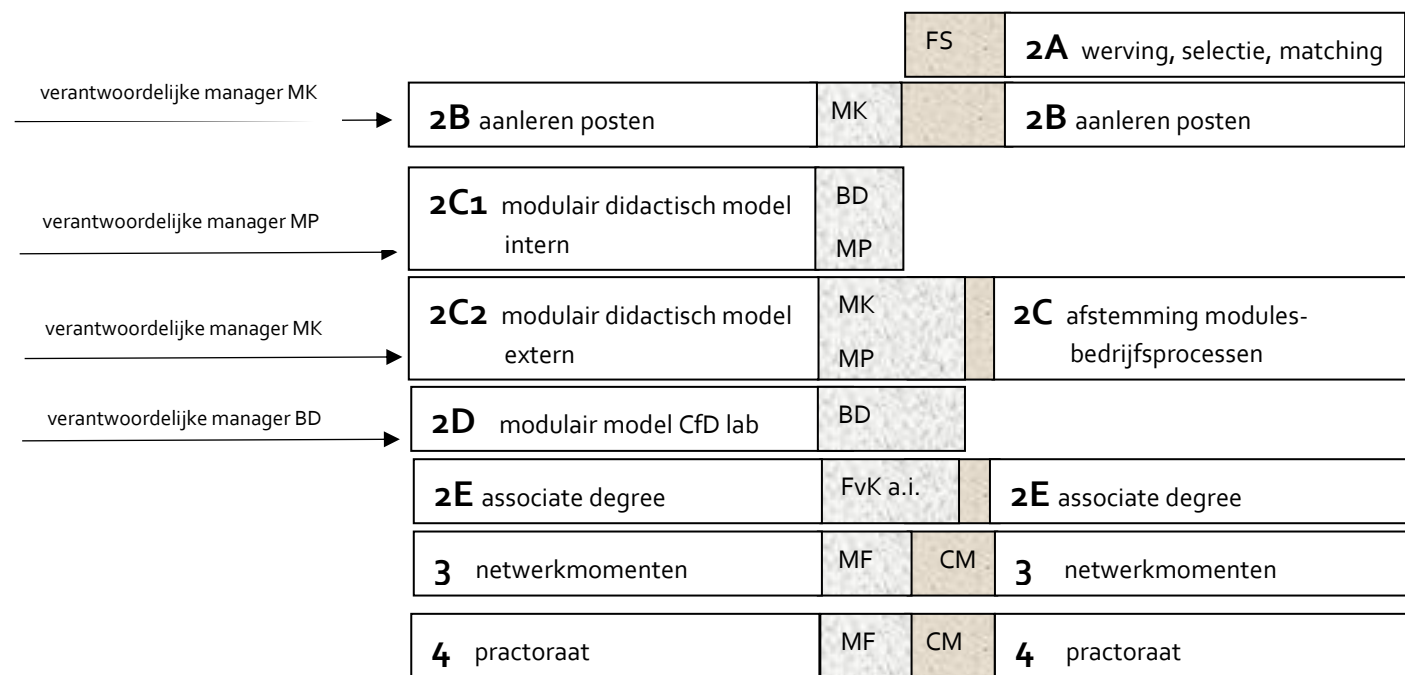 FS 2A werving, selectie, matching
verantwoordelijke manager MK
2B aanleren posten MK 2B aanleren posten
verantwoordelijke manager MP
2C1 modulair didactisch model BD
intern MP
verantwoordelijke manager MK
2C2 modulair didactisch model MK 2C afstemming modules-
extern MP bedrijfsprocessen
verantwoordelijke manager BD
2D modulair model CfD lab BD
2E associate degree FvK a.i. 2E associate degree
3 netwerkmomenten MF CM 3 netwerkmomenten
4 practoraat MF CM 4 practoraat